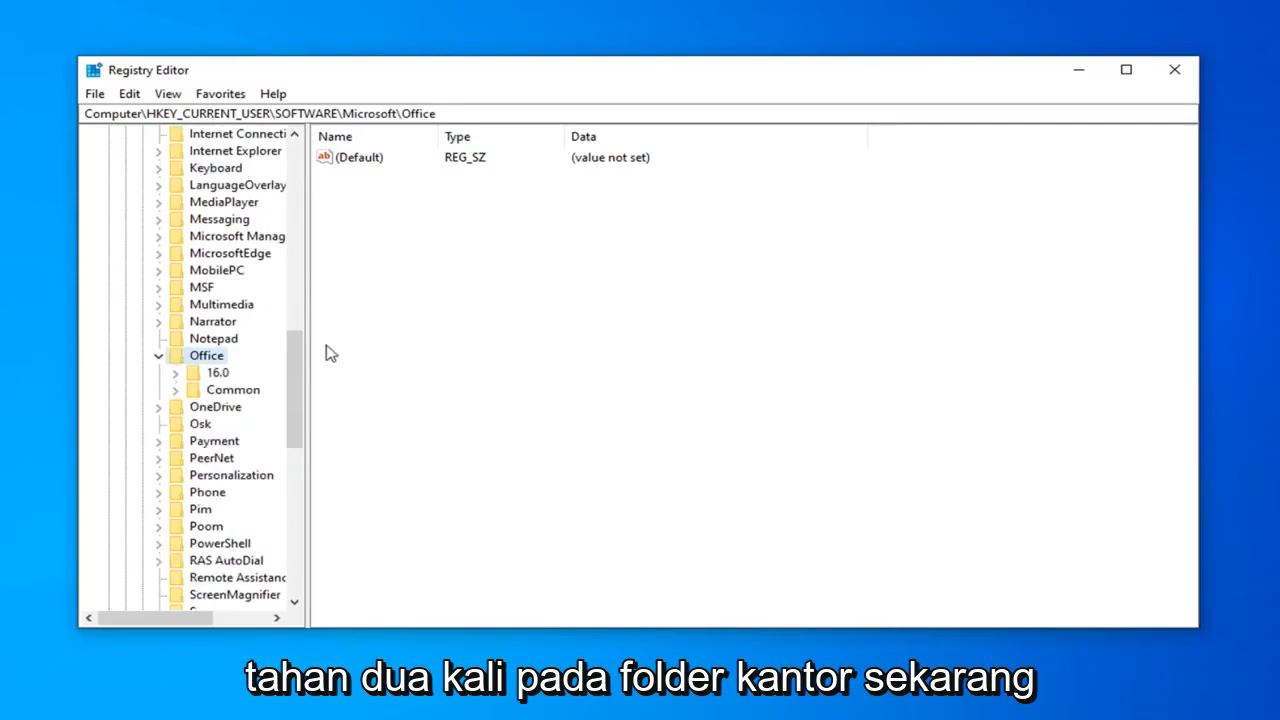 Registry Editor
File Edit View Favorites Help
Computer\HKEY_CURRENT_USER\SOFTWARE\Microsoft\Office
Internet Connecti
Internet Explorer
Keyboard
LanguageOverlay
MediaPlayer
Messaging
Microsoft Manag
MicrosoftEdge
MobilePC
MSF
Multimedia
Narrator
Notepad
Office
16.0
Common
OneDrive
Osk
Payment
PeerNet
Personalization
Phone
Pim
Poom
PowerShell
RAS AutoDial
Remote Assistanc
ScreenMagnifier
Name Type Data
ab (Default) REG_SZ (value not set)
tahan dua kali pada folder kantor sekarang